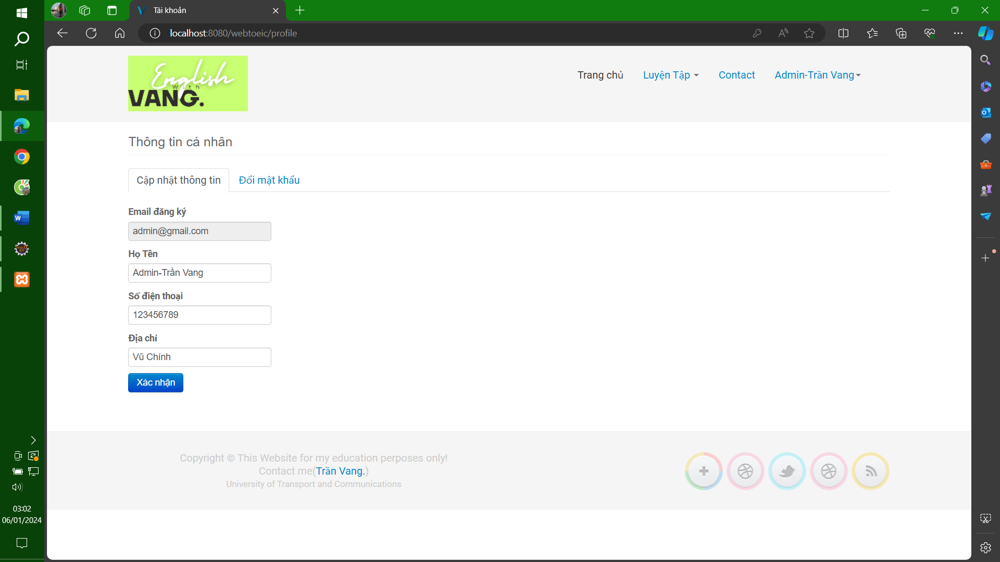 Tài khoản
localhost:8080/webtoeic/profile
English
with
VANG.
Trang chủ
Luyện Tập
Contact
Admin-Trần Vang
Thông tin cá nhân
Cập nhật thông tin
Đổi mật khẩu
Email đăng ký
admin@gmail.com
Họ Tên
Admin-Trần Vang
Số điện thoại
123456789
Địa chỉ
Vũ Chính
Xác nhận
Copyright © This Website for my education perposes only!
Contact me(Trần Vang.)
University of Transport and Communications
03:02
06/01/2024